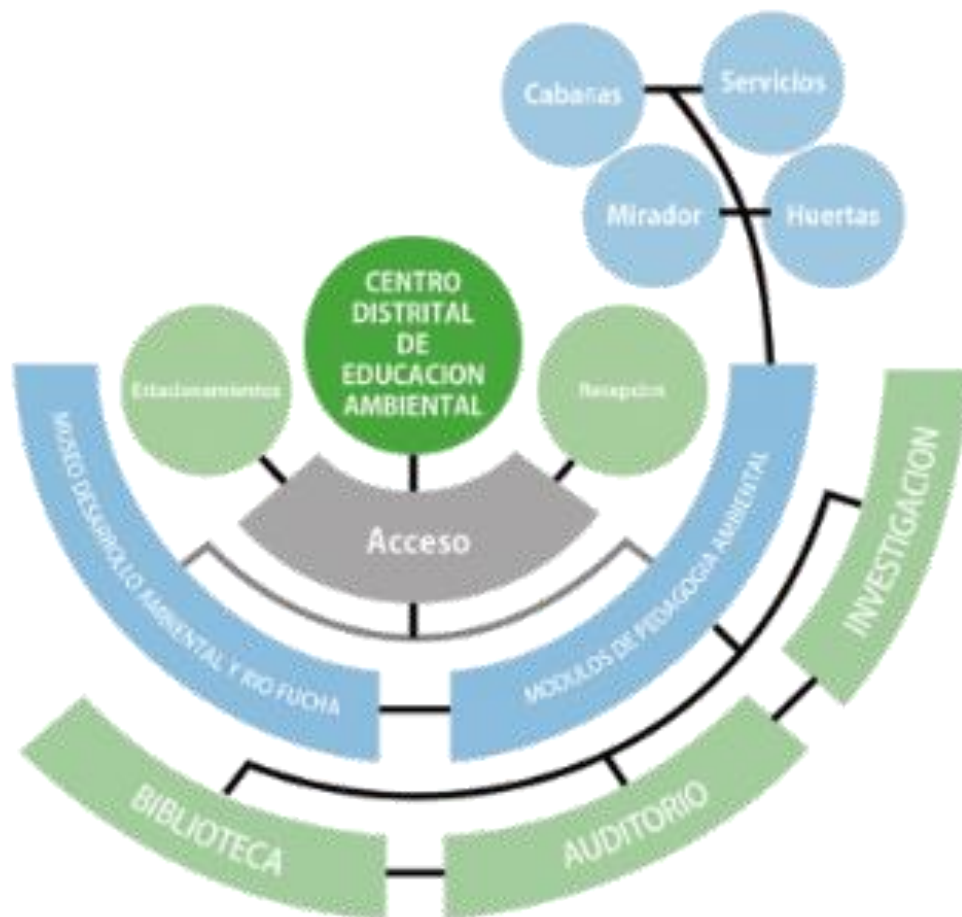 Cabanas
Servicios
Mirador
Huertas
CENTRO
DISTRITAL
DE
EDUCACION
AMBIENTAL
Estacionamientos
Acceso
MUSEO DESARROLLO AMBIENTAL Y RIO FUCHA
MODULOS DE PEDAGOGIA AMBIENTAL
INVESTIGACION
BIBLIOTECA
AUDITORIO